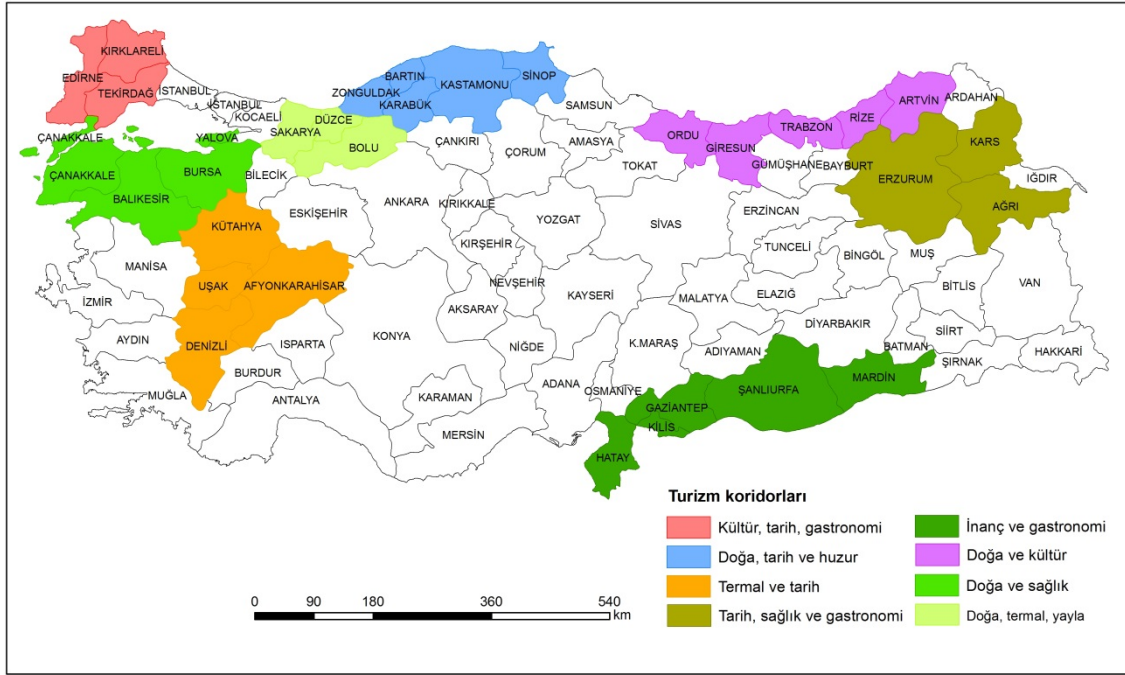 KIRKLARELİ
EDİRNE
TEKİRDAĞ
İSTANBUL
İSTANBUL
KOCAELİ
ÇANAKKALE
YALOVA
SAKARYA
DÜZCE
BOLU
ZONGULDAK
BARTIN
KARABÜK
KASTAMONU
SİNOP
SAMSUN
ÇANKIRI
ÇORUM
AMASYA
TOKAT
ORDU
GİRESUN
TRABZON
RİZE
ARTVİN
ARDAHAN
GÜMÜŞHANE
BAYBURT
KARS
ERZURUM
IĞDIR
AĞRI
ÇANAKKALE
BURSA
BİLECİK
BALIKESİR
ESKİŞEHİR
ANKARA
KIRIKKALE
YOZGAT
SİVAS
ERZİNCAN
TUNCELİ
BİNGÖL
MUŞ
KÜTAHYA
KIRŞEHİR
MANİSA
UŞAK
AFYONKARAHİSAR
NEVŞEHİR
KAYSERİ
MALATYA
ELAZIĞ
BİTLİS
VAN
İZMİR
AKSARAY
AYDIN
DENİZLİ
ISPARTA
KONYA
NİĞDE
K.MARAŞ
ADIYAMAN
DİYARBAKIR
BATMAN
SİİRT
ŞIRNAK
HAKKARİ
MUĞLA
BURDUR
ANTALYA
KARAMAN
MERSİN
ADANA
OSMANİYE
GAZİANTEP
KİLİS
ŞANLIURFA
MARDİN
HATAY
Turizm koridorları
Kültür, tarih, gastronomi
Doğa, tarih ve huzur
Termal ve tarih
Tarih, sağlık ve gastronomi
İnanç ve gastronomi
Doğa ve kültür
Doğa ve sağlık
Doğa, termal, yayla
0 90 180 360 540
km